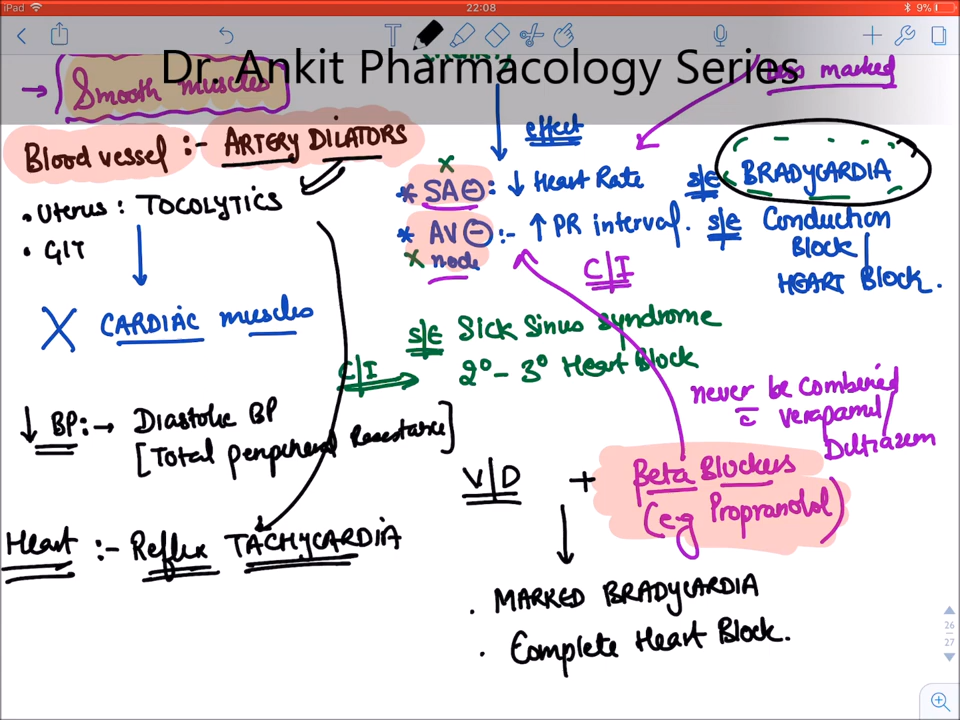 iPad
22:08
9%
T
Dr. Ankit Pharmacology Series
→ Smooth muscles
less marked
Blood vessel :- ARTERY DILATORS
• Uterus : TOCOLYTICS
• GIT
X CARDIAC muscles
↓ BP :→ Diastolic BP
[Total peripheral Resestance]
Heart :- Reflex TACHYCARDIA
effect
X
* SA ⊖ : ↓ Heart Rate s/e BRADYCARDIA
* AV ⊖ :- ↑ PR interval. s/e Conduction
X node
Block
C/I
HEART Block.
s/e Sick Sinus syndrome
C/I → 2° - 3° Heart Block
never be combined
c verapamil
Diltiazem
V/D + Beta Blockers
(eg Propranolol)
. MARKED BRADYCARDIA
. Complete Heart Block.
26
27